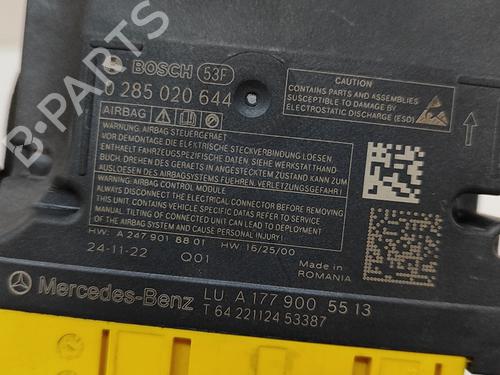 BOSCH 53F
0 285 020 644
AIRBAG
CAUTION
CONTAINS PARTS AND ASSEMBLIES
SUSCEPTIBLE TO DAMAGE BY
ELECTROSTATIC DISCHARGE (ESD)
WARNUNG: AIRBAG STEUERGERAET
VOR DEMONTAGE DIE ELEKTRISCHE STECKVERBINDUNG LOESEN.
ENTHAELT FAHRZEUGSPEZIFISCHE DATEN, SIEHE WERKSTATTHAND
BUCH. DREHEN DES GERAETS IN ANGESTECKTEM ZUSTAND KANN ZUM
AUSLOESEN DES AIRBAGSYSTEMS FUEHREN. VERLETZUNGSGEFAHR!
WARNING: AIRBAG CONTROL MODULE
ALWAYS DISCONNECT THE ELECTRICAL CONNECTOR BEFORE REMOVING
THIS UNIT. CONTAINS VEHICLE SPECIFIC DATA REFER TO REPAIR
MANUAL. TILTING OF CONNECTED UNIT CAN LEAD TO DEPLOYMENT
OF THE AIRBAG SYSTEM AND CAUSE PERSONAL INJURY.
HW: A 247 901 68 01 HW: 16/25/00
24-11-22 Q01
Made in
ROMANIA
Mercedes-Benz LU A 177 900 55 13
T 64 221124 53387
B-PARTS